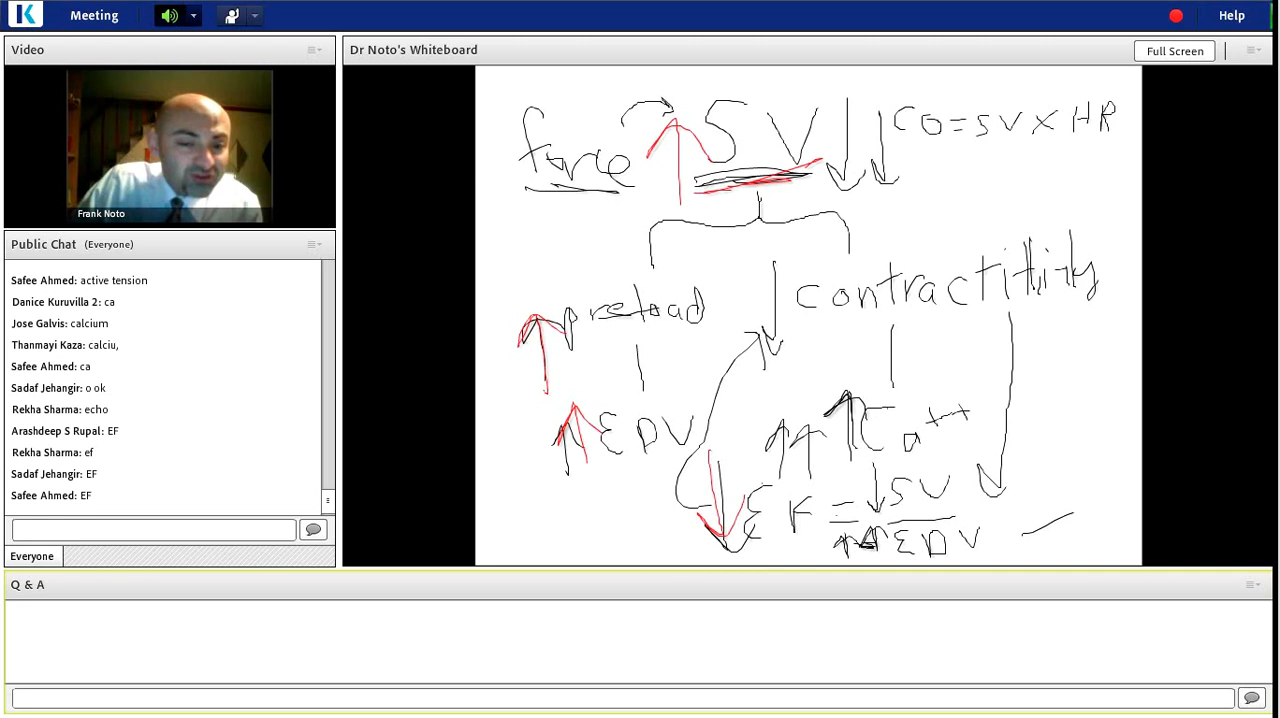 K Meeting Help
Video
Frank Noto
Public Chat (Everyone)
Safee Ahmed: active tension
Danice Kuruvilla 2: ca
Jose Galvis: calcium
Thanmayi Kaza: calciu,
Safee Ahmed: ca
Sadaf Jehangir: o ok
Rekha Sharma: echo
Arashdeep S Rupal: EF
Rekha Sharma: ef
Sadaf Jehangir: EF
Safee Ahmed: EF
Everyone
Dr Noto's Whiteboard Full Screen
force ↑ SV ↓↓ CO = SV X HR
↑ preload ↓ contractility
↑ EDV ↑↑ ↑ Ca++
↓ EF = ↓ SV
↑↑ EDV
Q & A